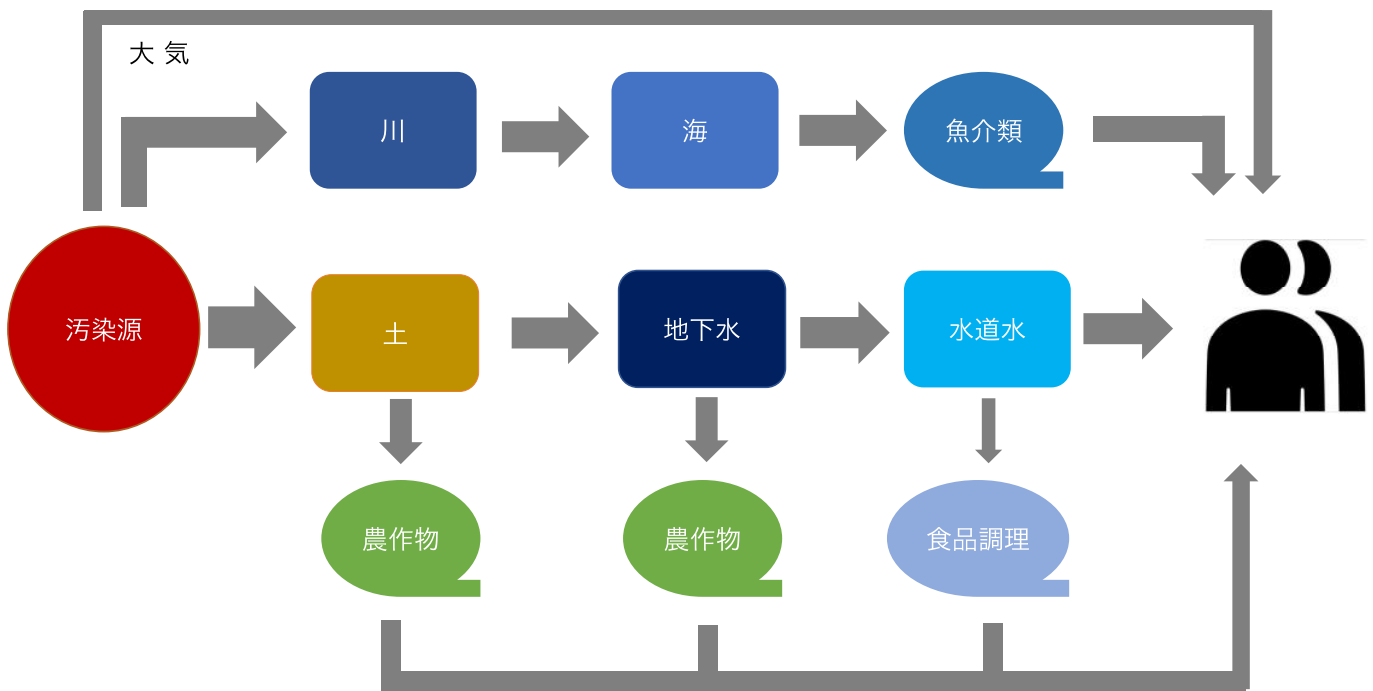 大 気
川
海
魚介類
汚染源
土
地下水
水道水
農作物
農作物
食品調理